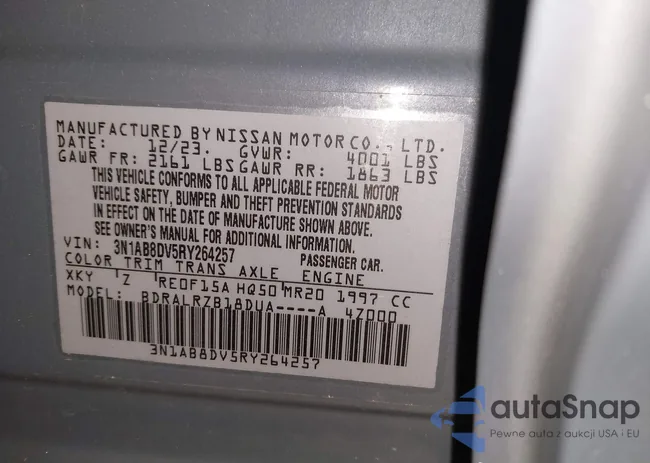 MANUFACTURED BY NISSAN MOTOR CO., LTD.
DATE: 12/23. GVWR: 4001 LBS
GAWR FR: 2161 LBS GAWR RR: 1863 LBS
THIS VEHICLE CONFORMS TO ALL APPLICABLE FEDERAL MOTOR
VEHICLE SAFETY, BUMPER AND THEFT PREVENTION STANDARDS
IN EFFECT ON THE DATE OF MANUFACTURE SHOWN ABOVE.
SEE OWNER'S MANUAL FOR ADDITIONAL INFORMATION.
VIN: 3N1AB8DV5RY264257 PASSENGER CAR.
COLOR TRIM TRANS AXLE ENGINE
XKY Z RE0F15A HQ50 MR20 1997 CC
MODEL: BDRALRZB18DUA----A 4Z000
3N1AB8DV5RY264257
autaSnap
Pewne auta z aukcji USA i EU